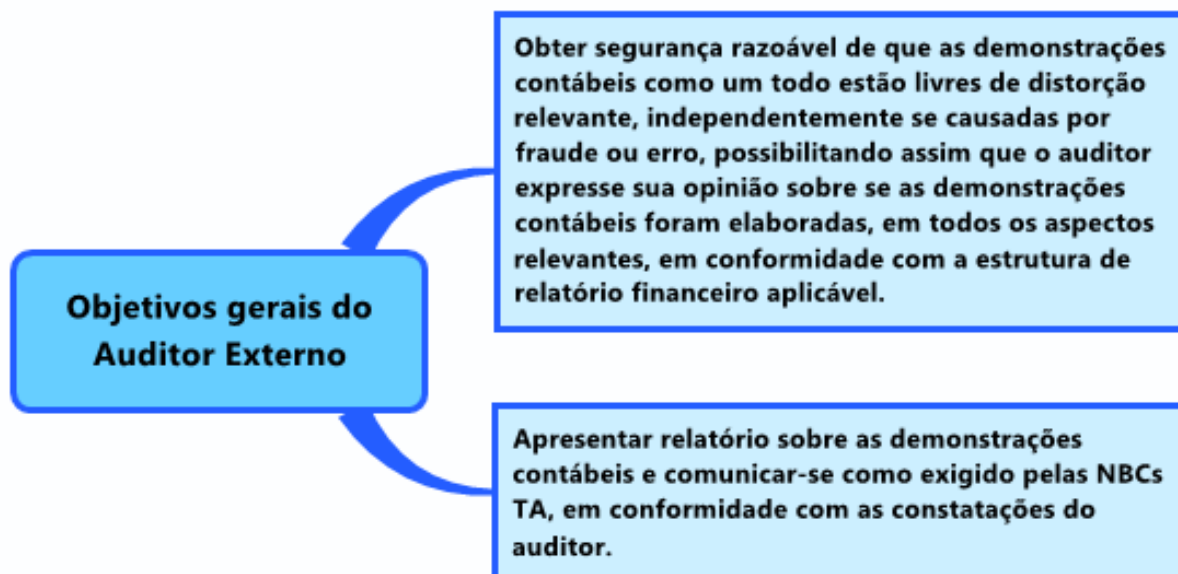 Obter segurança razoável de que as demonstrações
contábeis como um todo estão livres de distorção
relevante, independentemente se causadas por
fraude ou erro, possibilitando assim que o auditor
expresse sua opinião sobre se as demonstrações
contábeis foram elaboradas, em todos os aspectos
relevantes, em conformidade com a estrutura de
relatório financeiro aplicável.
Objetivos gerais do
Auditor Externo
Apresentar relatório sobre as demonstrações
contábeis e comunicar-se como exigido pelas NBCs
TA, em conformidade com as constatações do
auditor.